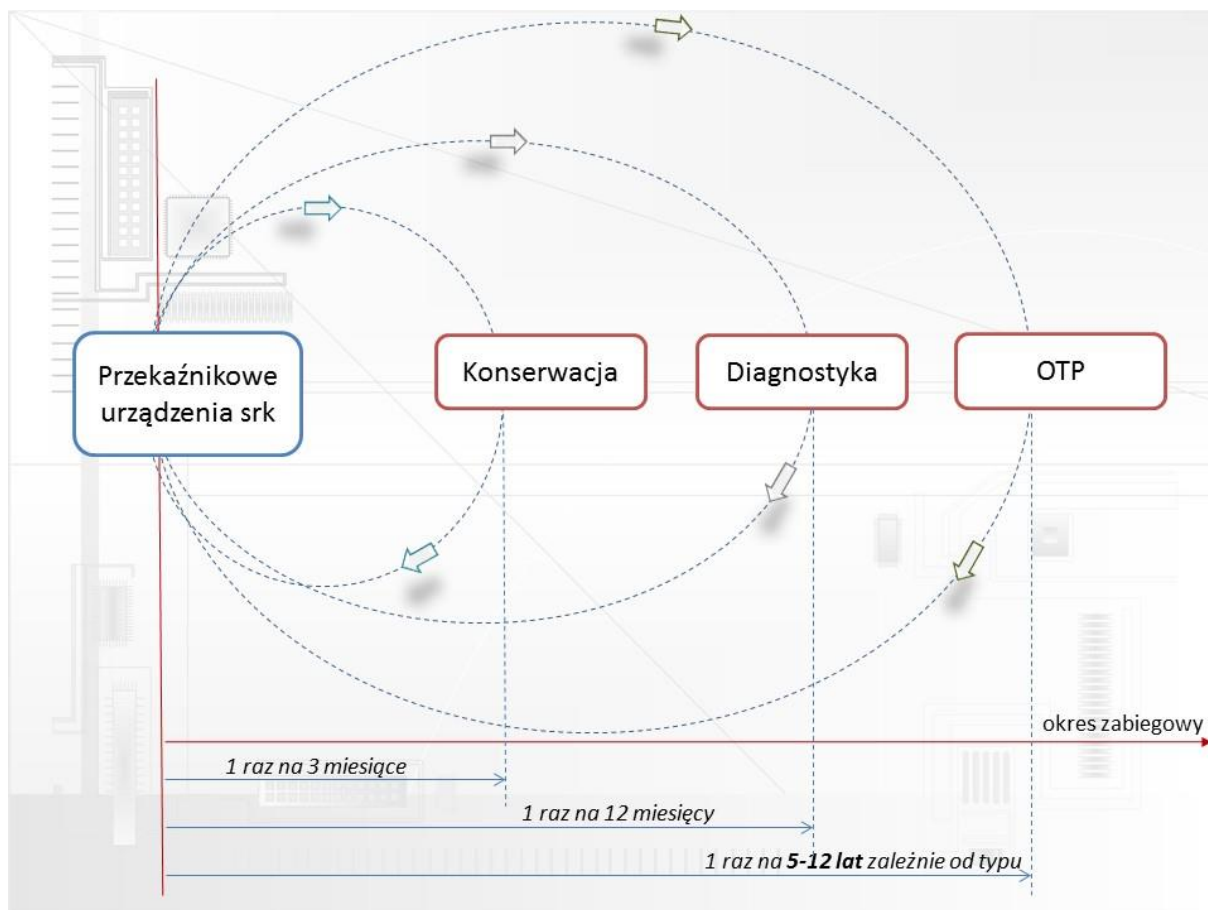 Przekaźnikowe
urządzenia srk
Konserwacja
Diagnostyka
OTP
okres zabiegowy
1 raz na 3 miesiące
1 raz na 12 miesięcy
1 raz na 5-12 lat zależnie od typu